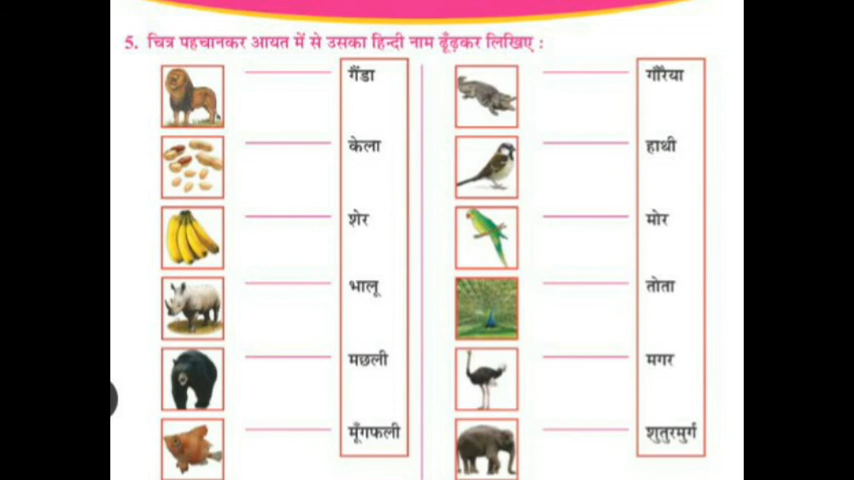 5. चित्र पहचानकर आयत में से उसका हिन्दी नाम ढूँढ़कर लिखिए :
गैंडा
केला
शेर
भालू
मछली
मूँगफली
गौरैया
हाथी
मोर
तोता
मगर
शुतुरमुर्ग